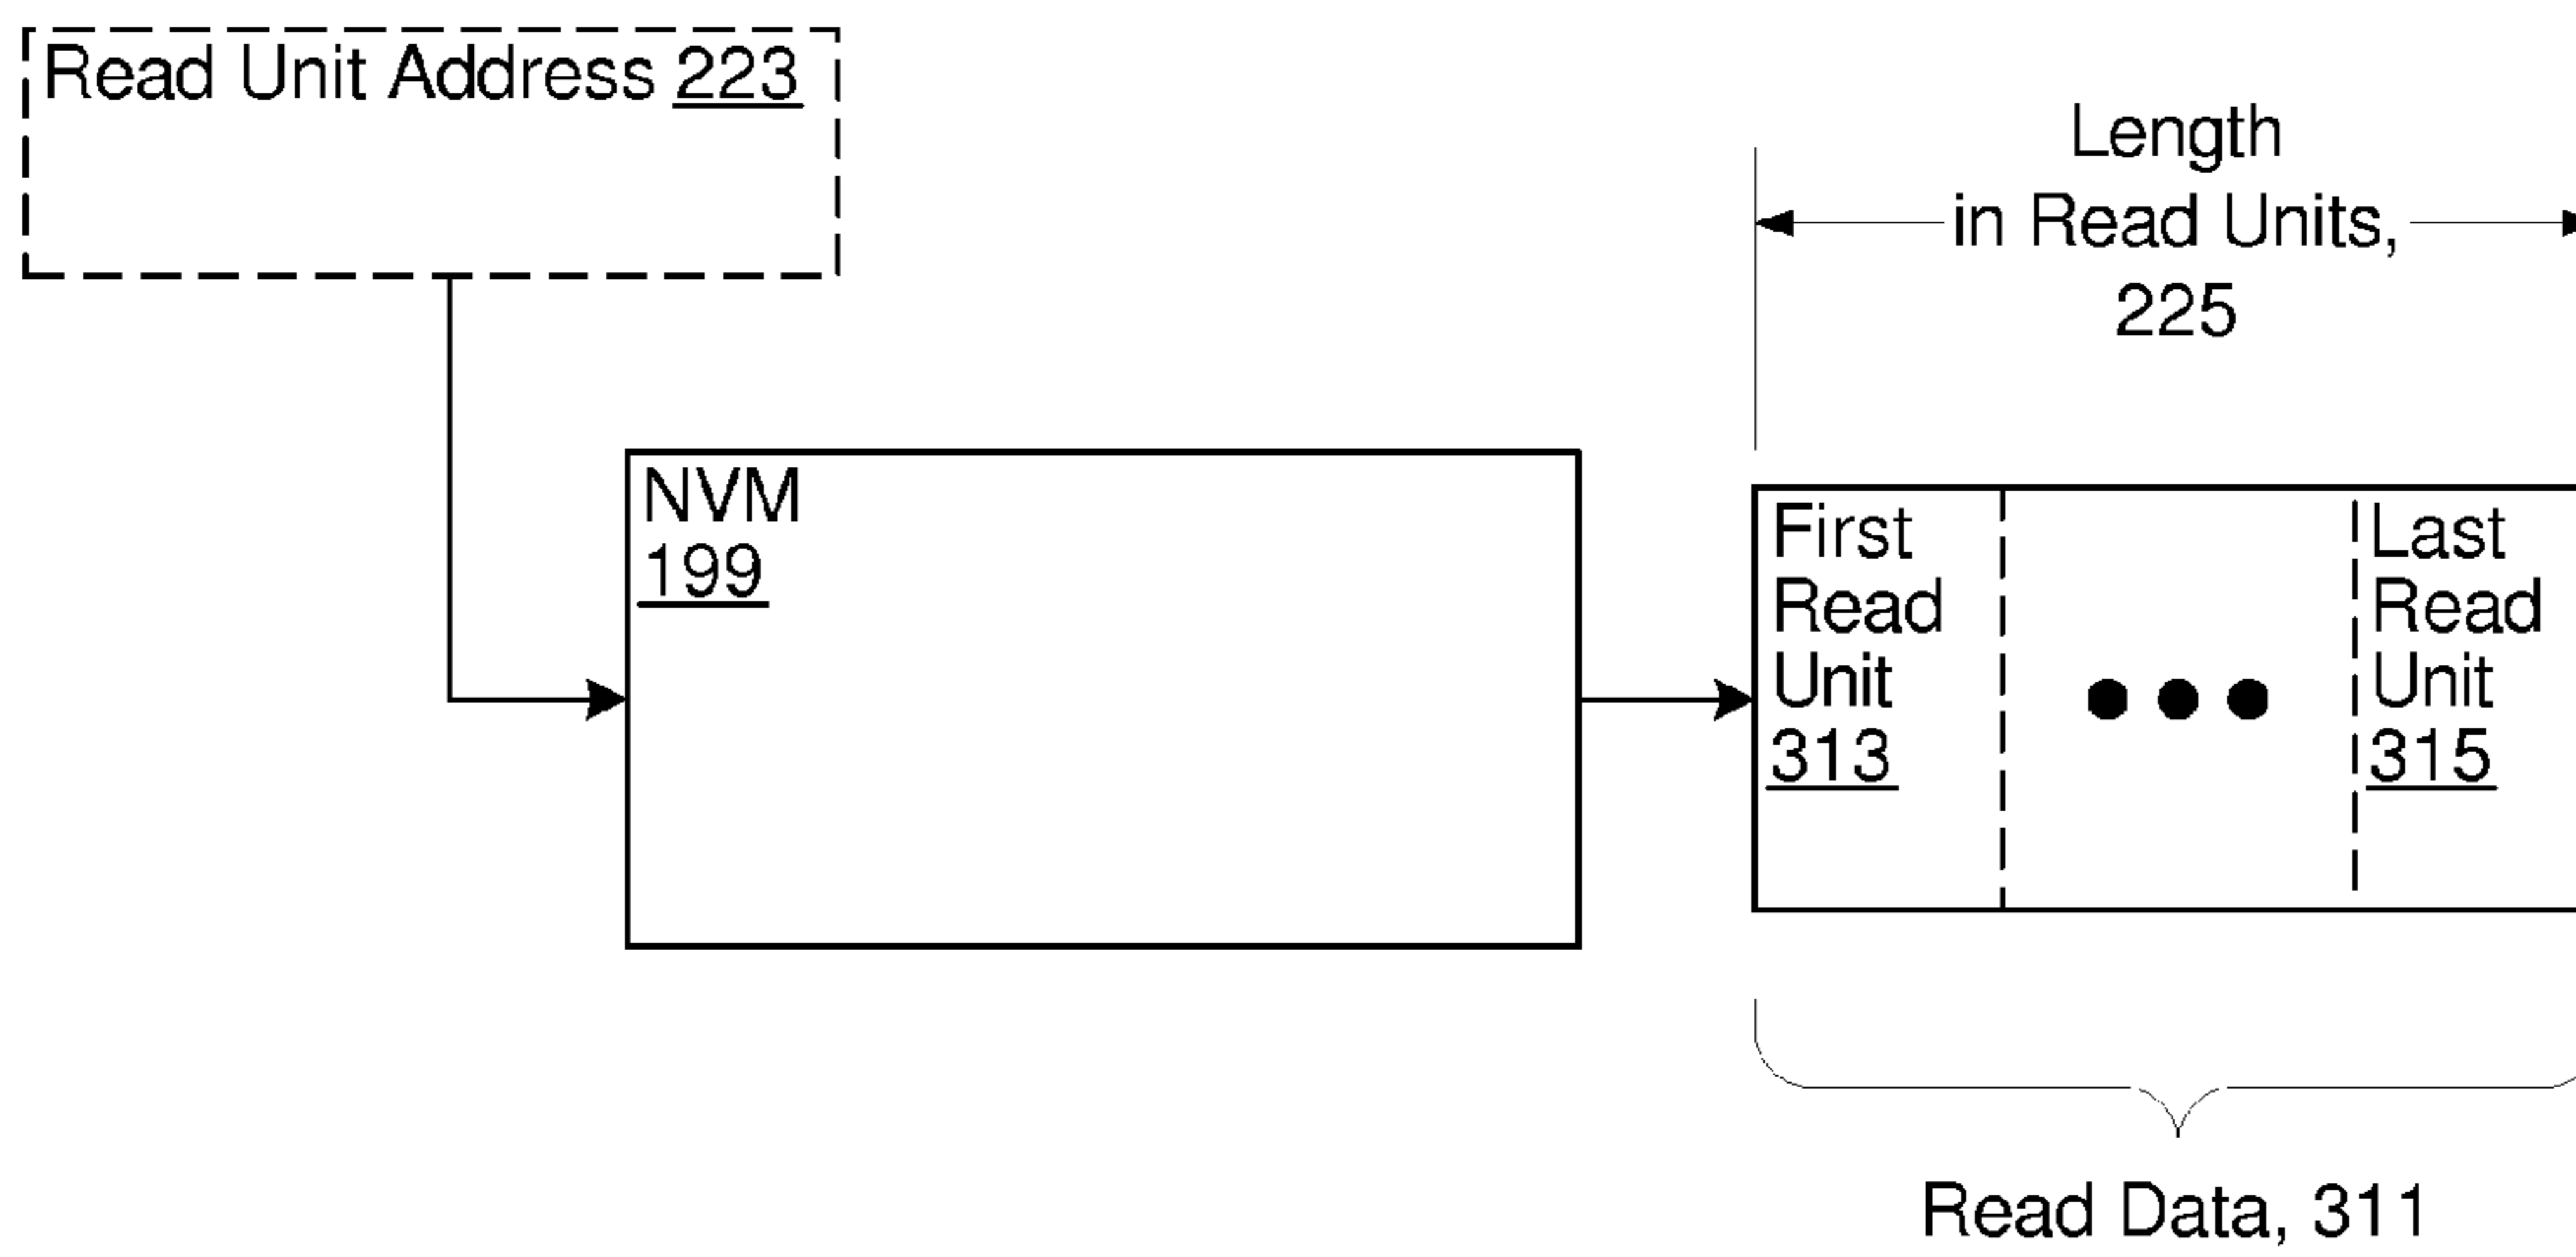 Read Unit Address 223
Length
in Read Units,
225
NVM
199
First
Read
Unit
313
Last
Read
Unit
315
Read Data, 311